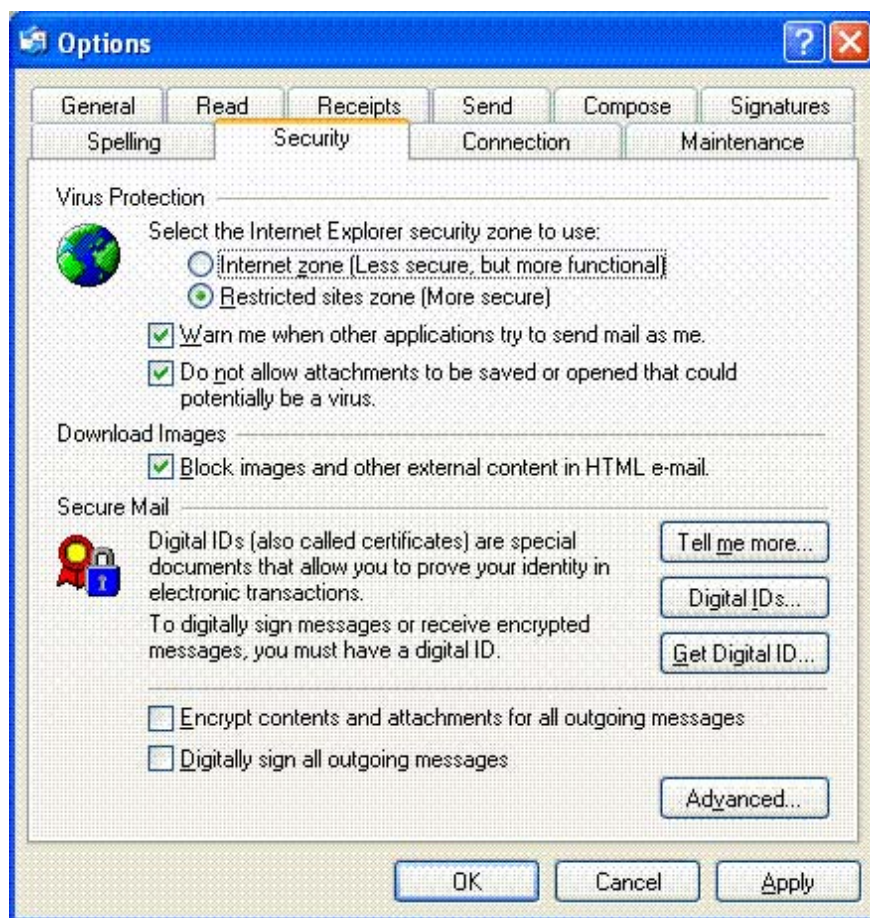 Options
General Read Receipts Send Compose Signatures
Spelling Security Connection Maintenance
Virus Protection
Select the Internet Explorer security zone to use:
Internet zone (Less secure, but more functional)
Restricted sites zone (More secure)
Warn me when other applications try to send mail as me.
Do not allow attachments to be saved or opened that could
potentially be a virus.
Download Images
Block images and other external content in HTML e-mail.
Secure Mail
Digital IDs (also called certificates) are special
documents that allow you to prove your identity in
electronic transactions.
Tell me more...
Digital IDs...
To digitally sign messages or receive encrypted
messages, you must have a digital ID.
Get Digital ID...
Encrypt contents and attachments for all outgoing messages
Digitally sign all outgoing messages
Advanced...
OK Cancel Apply